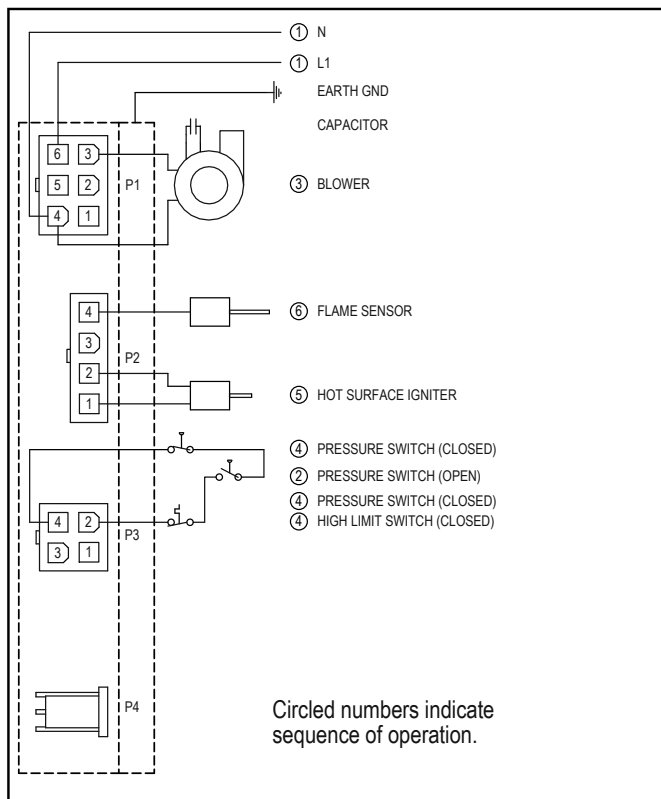 ① N
① L1
EARTH GND
CAPACITOR
6 3
5 2 P1
4 1
③ BLOWER
4
3
2 P2
1
⑥ FLAME SENSOR
⑤ HOT SURFACE IGNITER
④ PRESSURE SWITCH (CLOSED)
② PRESSURE SWITCH (OPEN)
④ PRESSURE SWITCH (CLOSED)
④ HIGH LIMIT SWITCH (CLOSED)
4 2
3 1 P3
P4
Circled numbers indicate
sequence of operation.